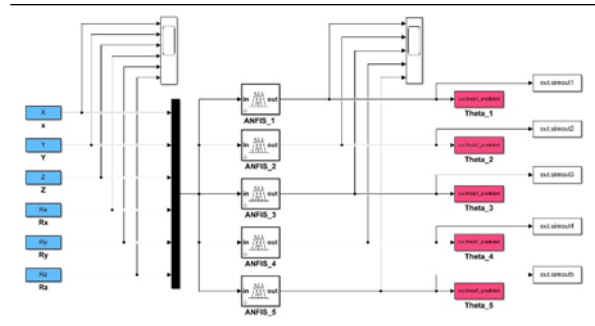 X
x
Y
Y
Z
Z
Rx
Rx
Ry
Ry
Rz
Rx
in out
ANFIS_1
in out
ANFIS_2
in out
ANFIS_3
in out
ANFIS_4
in out
ANFIS_5
Theta_1
Theta_2
Theta_3
Theta_4
Theta_5
out.simout1
out.simout2
out.simout3
out.simout4
out.simout5